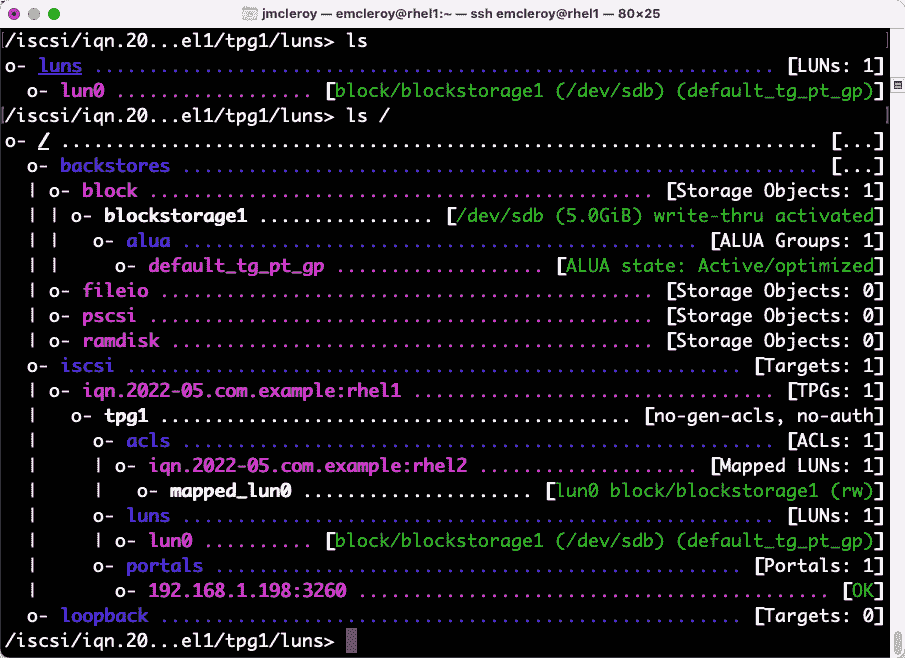 jmcleroy — emcleroy@rhel1:~ — ssh emcleroy@rhel1 — 80×25
/iscsi/iqn.20...el1/tpg1/luns> ls
o- luns .............................................................. [LUNs: 1]
  o- lun0 .................. [block/blockstorage1 (/dev/sdb) (default_tg_pt_gp)]
/iscsi/iqn.20...el1/tpg1/luns> ls /
o- / ..................................................................... [...]
  o- backstores .......................................................... [...]
  | o- block .............................................. [Storage Objects: 1]
  | | o- blockstorage1 ................ [/dev/sdb (5.0GiB) write-thru activated]
  | |   o- alua ............................................... [ALUA Groups: 1]
  | |     o- default_tg_pt_gp ................... [ALUA state: Active/optimized]
  | o- fileio ............................................. [Storage Objects: 0]
  | o- pscsi .............................................. [Storage Objects: 0]
  | o- ramdisk ............................................ [Storage Objects: 0]
  o- iscsi ........................................................ [Targets: 1]
  | o- iqn.2022-05.com.example:rhel1 ................................. [TPGs: 1]
  |   o- tpg1 ........................................... [no-gen-acls, no-auth]
  |     o- acls ...................................................... [ACLs: 1]
  |     | o- iqn.2022-05.com.example:rhel2 .................... [Mapped LUNs: 1]
  |     |   o- mapped_lun0 ..................... [lun0 block/blockstorage1 (rw)]
  |     o- luns ...................................................... [LUNs: 1]
  |     | o- lun0 .......... [block/blockstorage1 (/dev/sdb) (default_tg_pt_gp)]
  |     o- portals ................................................ [Portals: 1]
  |       o- 192.168.1.198:3260 ........................................... [OK]
  o- loopback ..................................................... [Targets: 0]
/iscsi/iqn.20...el1/tpg1/luns>